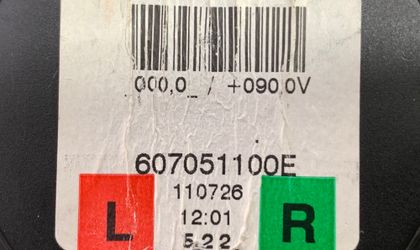 000,0_ / +090,0V
607051100E
110726
L 12:01 R
5.22